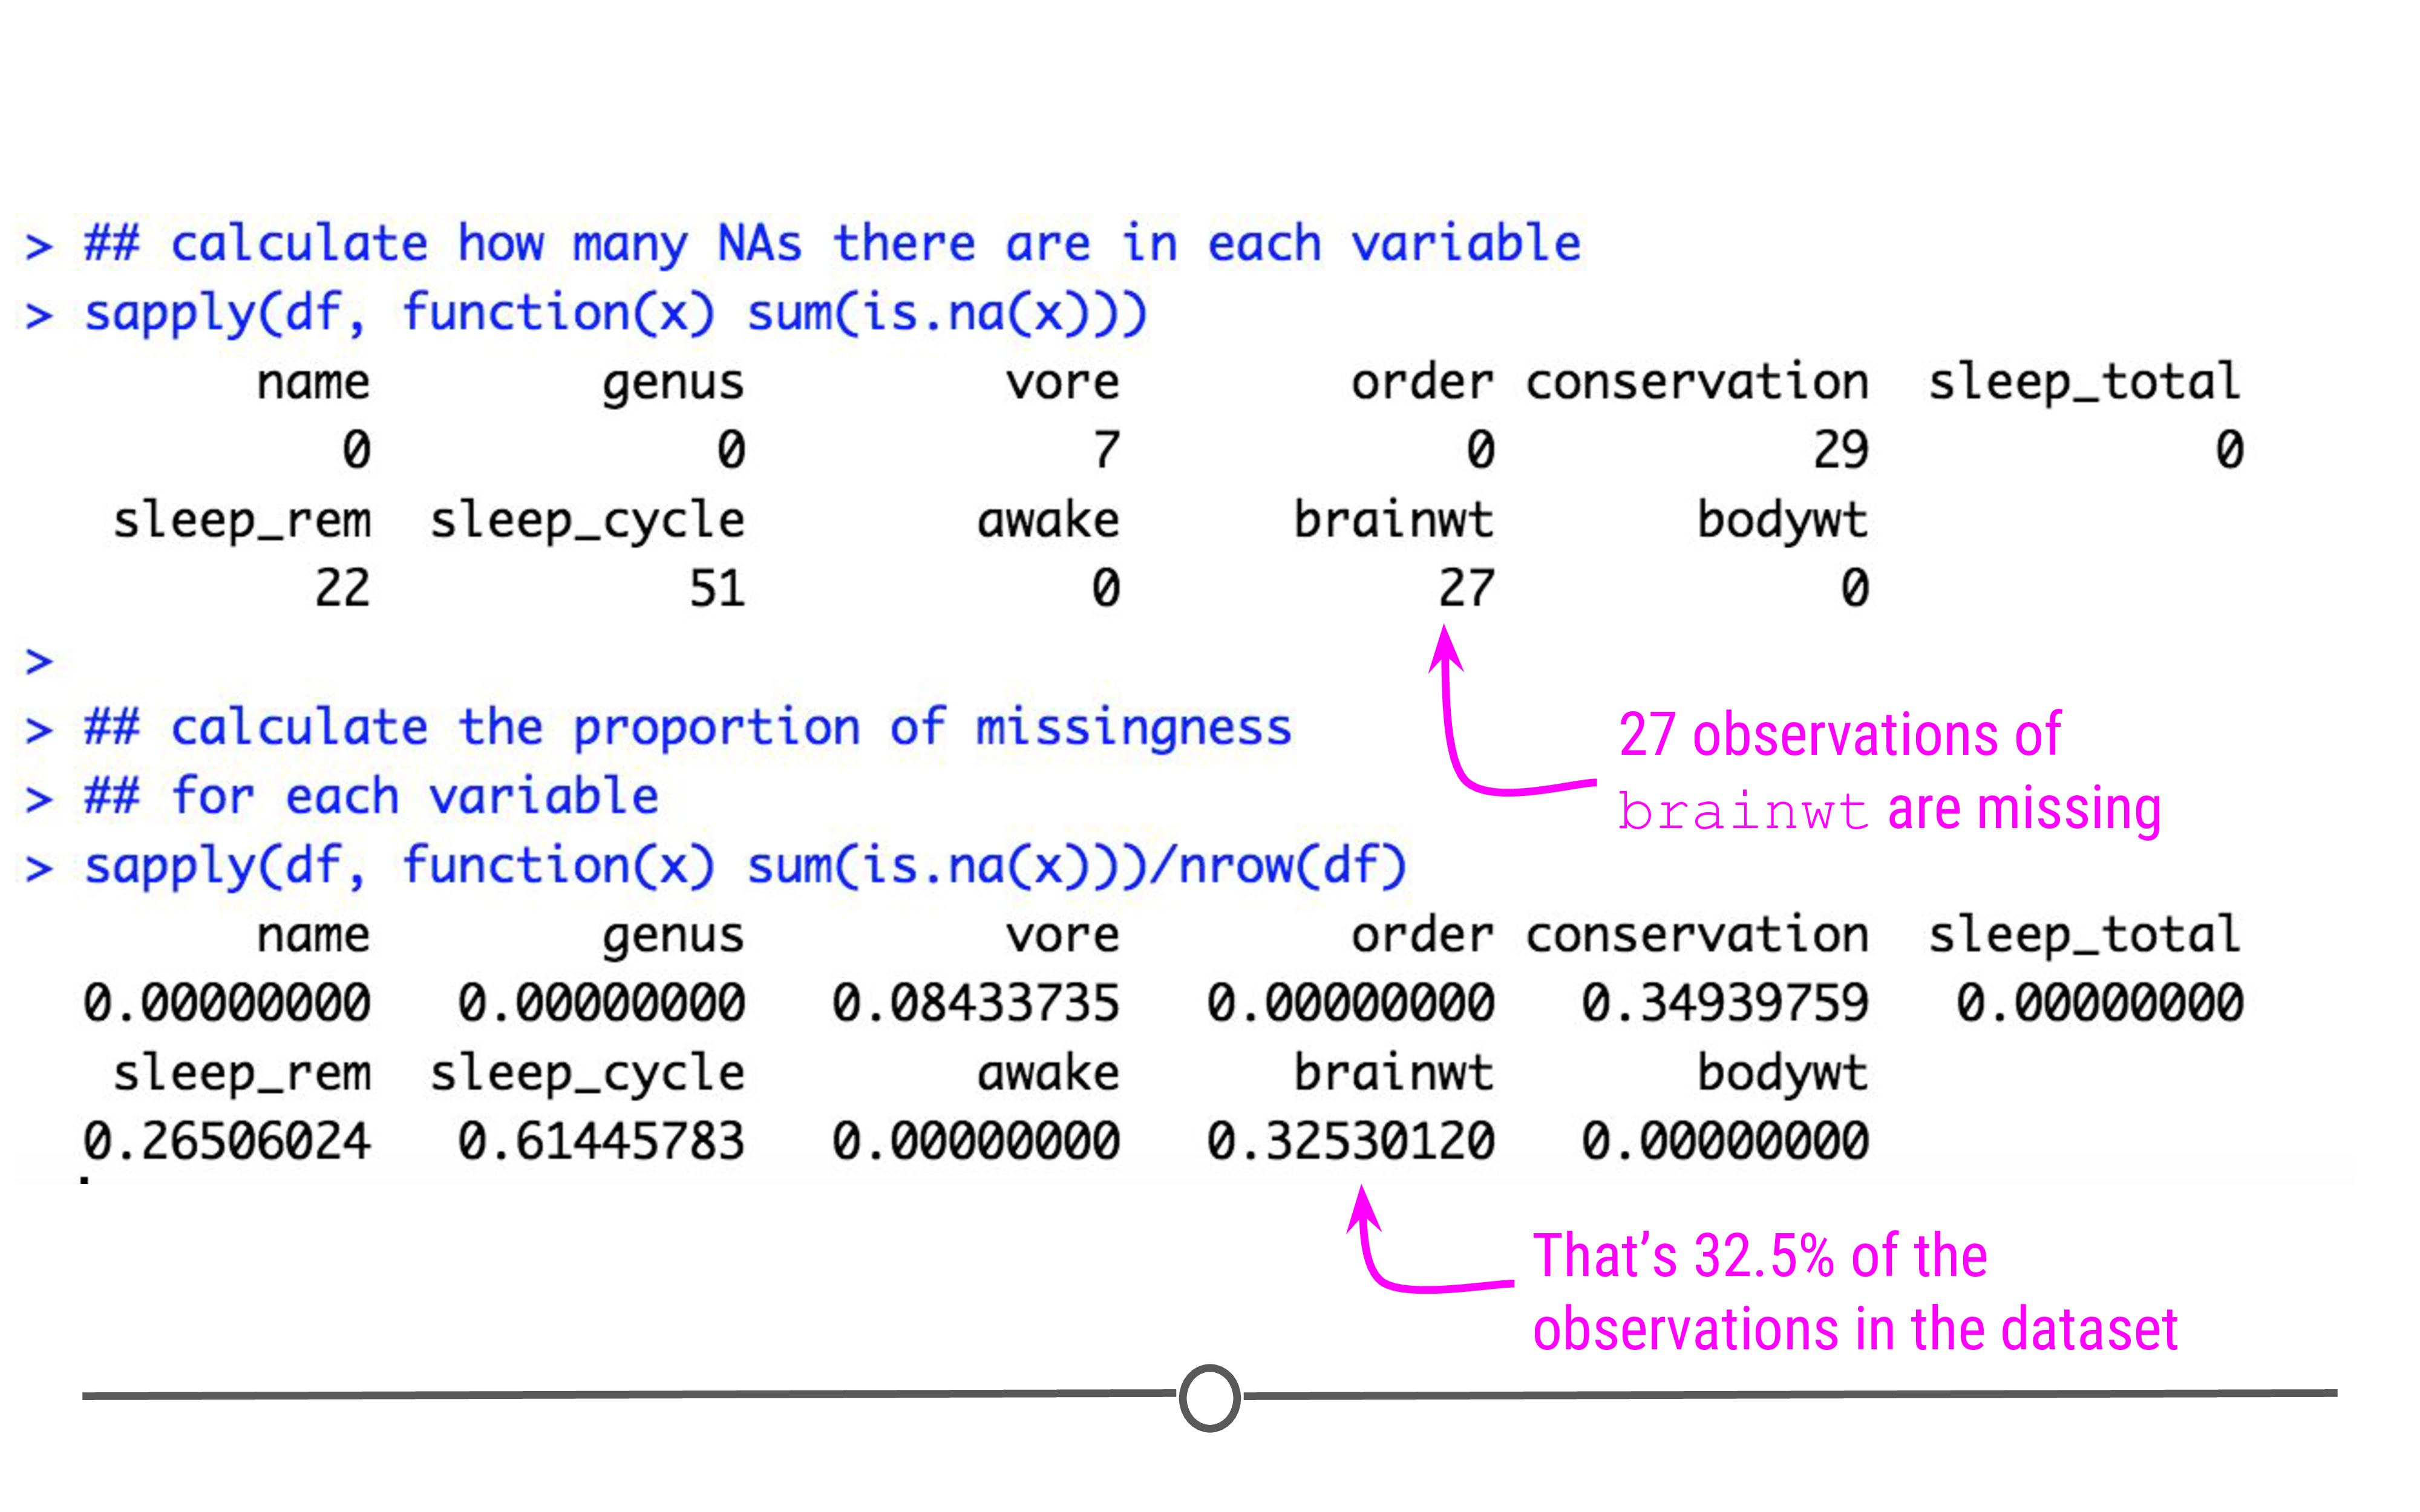 > ## calculate how many NAs there are in each variable
> sapply(df, function(x) sum(is.na(x)))
name genus vore order conservation sleep_total
0 0 7 0 29 0
sleep_rem sleep_cycle awake brainwt bodywt
22 51 0 27 0
>
> ## calculate the proportion of missingness
> ## for each variable
> sapply(df, function(x) sum(is.na(x)))/nrow(df)
name genus vore order conservation sleep_total
0.00000000 0.00000000 0.08433735 0.00000000 0.34939759 0.00000000
sleep_rem sleep_cycle awake brainwt bodywt
0.26506024 0.61445783 0.00000000 0.32530120 0.00000000
27 observations of
brainwt are missing
That's 32.5% of the
observations in the dataset